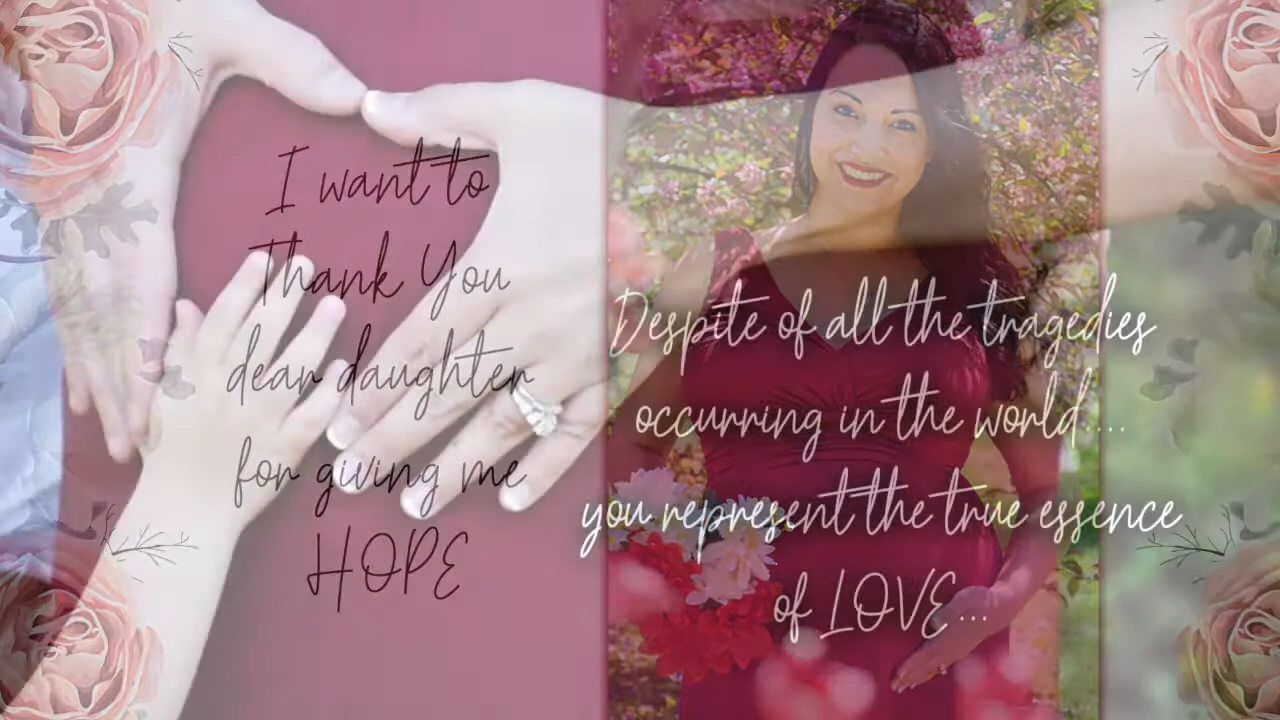 I want to
Thank You
dear daughter
for giving me
HOPE
Despite of all the tragedies
occurring in the world....
you represent the true essence
of LOVE...